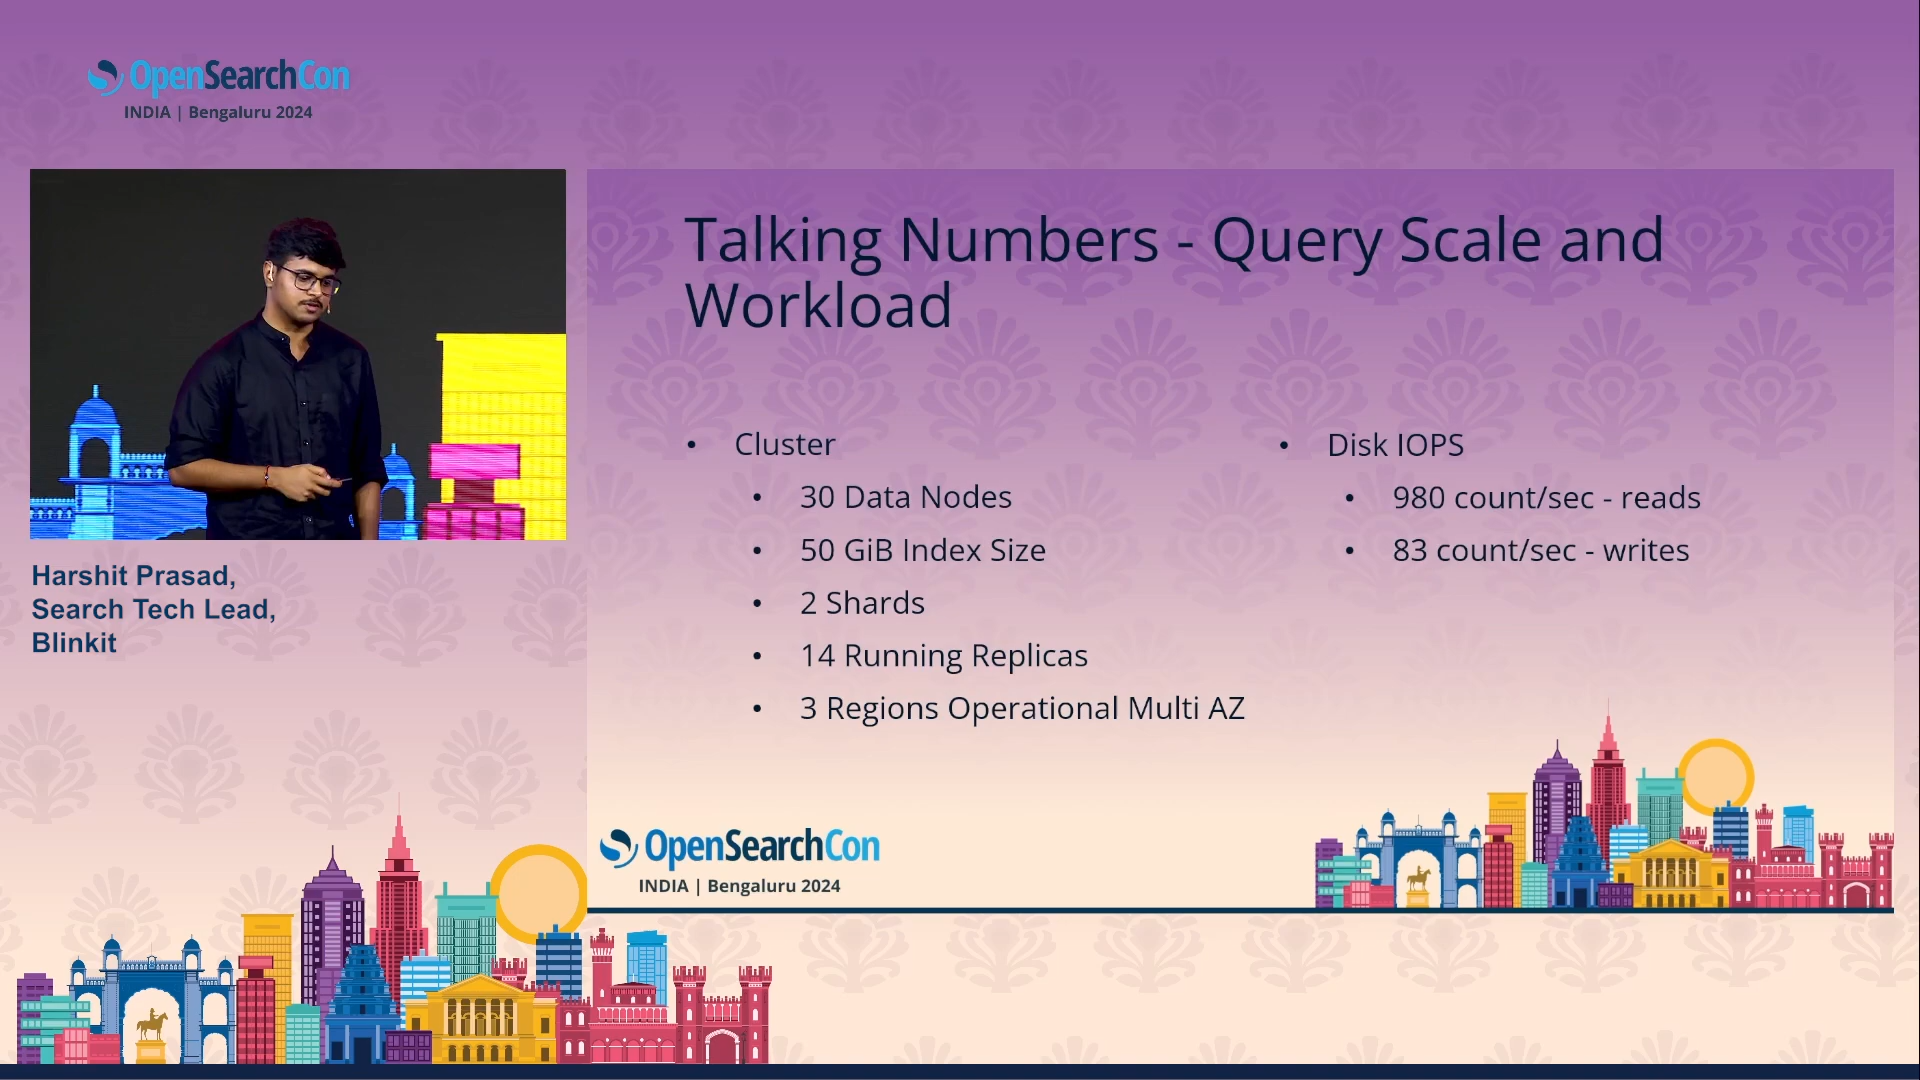 OpenSearchCon
INDIA | Bengaluru 2024
Harshit Prasad,
Search Tech Lead,
Blinkit
Talking Numbers - Query Scale and
Workload
• Cluster
• 30 Data Nodes
• 50 GiB Index Size
• 2 Shards
• 14 Running Replicas
• 3 Regions Operational Multi AZ
• Disk IOPS
• 980 count/sec - reads
• 83 count/sec - writes
OpenSearchCon
INDIA | Bengaluru 2024